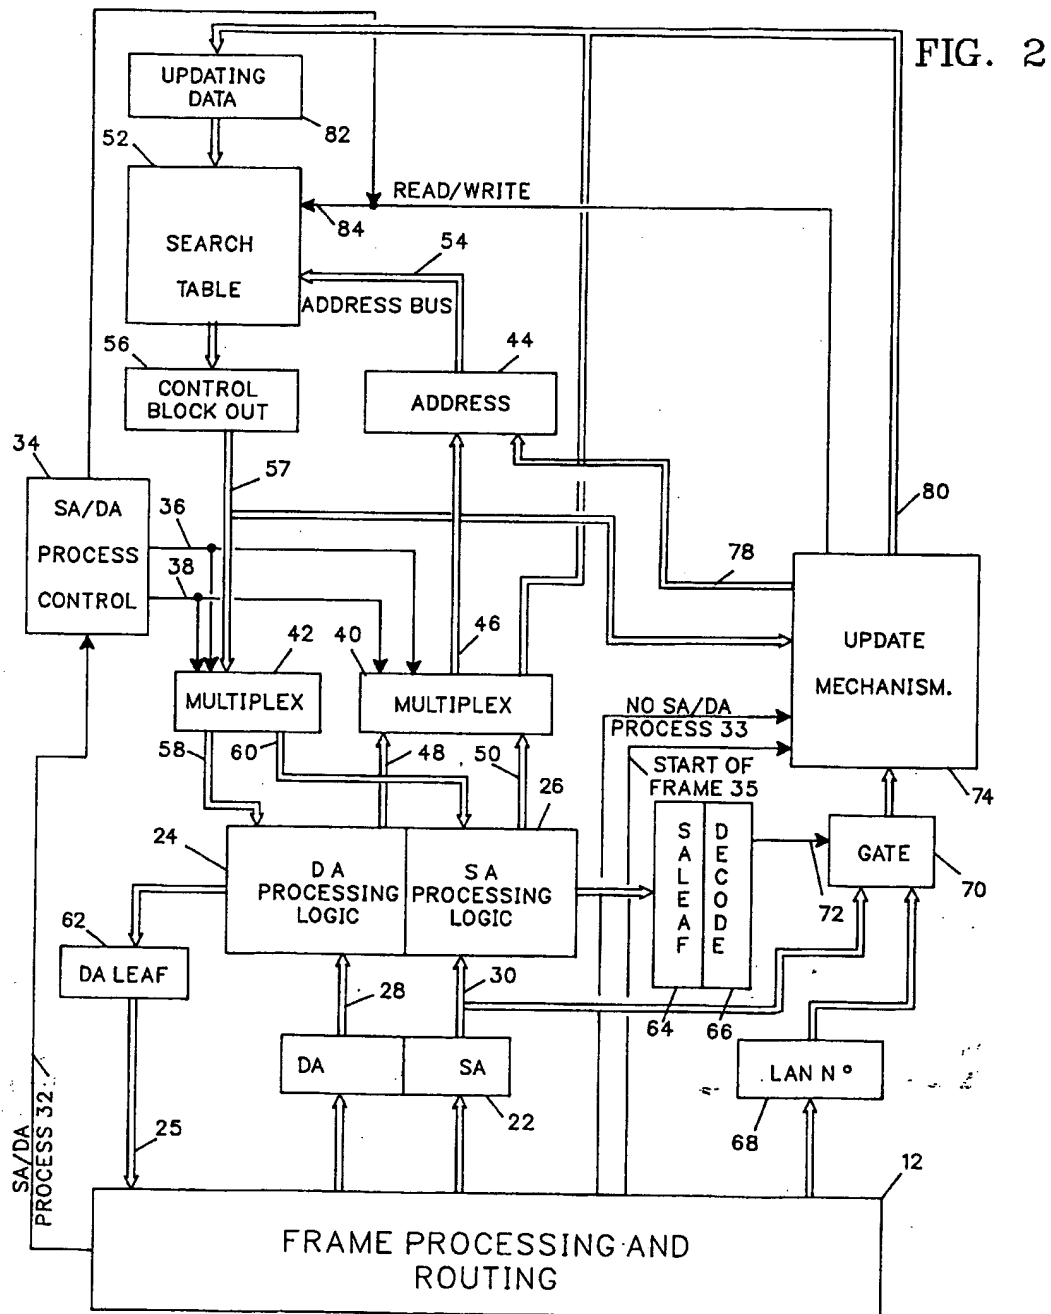 FIG. 2
UPDATING
DATA
82
52
READ/WRITE
84
SEARCH
TABLE
54
ADDRESS BUS
56
CONTROL
BLOCK OUT
44
ADDRESS
34
SA/DA
PROCESS
CONTROL
36
38
57
80
78
42
MULTIPLEX
40
MULTIPLEX
46
UPDATE
MECHANISM.
NO SA/DA
PROCESS 33
START OF
FRAME 35
74
58
60
48
50
26
24
DA
PROCESSING
LOGIC
SA
PROCESSING
LOGIC
SALEAF
DECODE
64
66
72
GATE
70
62
DA LEAF
28
30
DA
SA
22
LAN Nº
68
25
SA/DA
PROCESS 32
12
FRAME PROCESSING AND
ROUTING